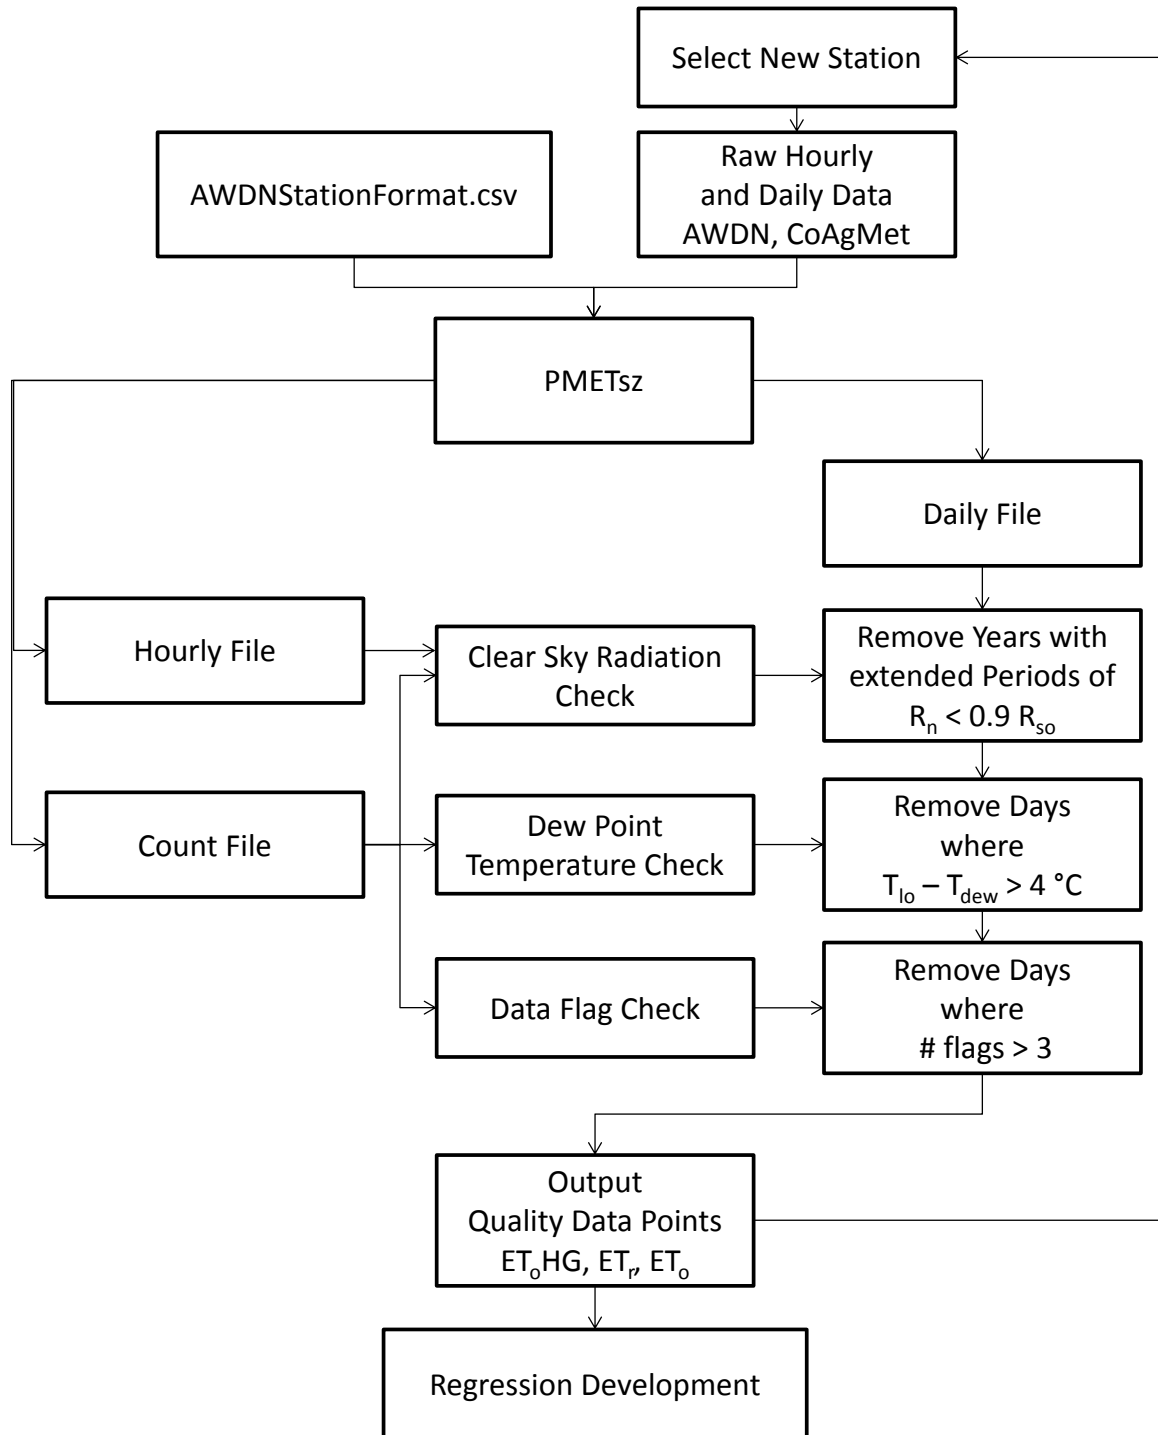 Select New Station
AWDNStationFormat.csv
Raw Hourly
and Daily Data
AWDN, CoAgMet
PMETsz
Daily File
Hourly File
Clear Sky Radiation
Check
Remove Years with
extended Periods of
Rn < 0.9 Rso
Count File
Dew Point
Temperature Check
Remove Days
where
Tlo – Tdew > 4 °C
Data Flag Check
Remove Days
where
# flags > 3
Output
Quality Data Points
EToHG, ETr, ETo
Regression Development